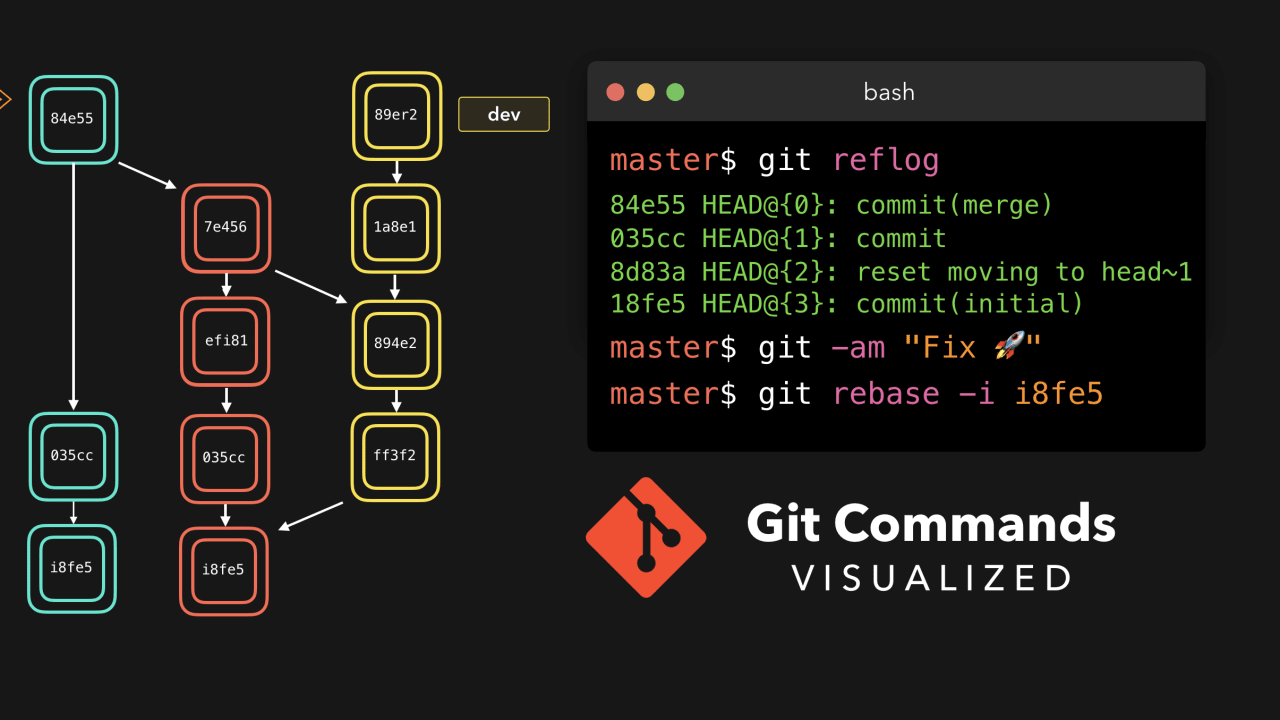 84e55
89er2
dev
7e456
1a8e1
efi81
894e2
035cc
035cc
ff3f2
i8fe5
i8fe5
bash
master$ git reflog
84e55 HEAD@{0}: commit(merge)
035cc HEAD@{1}: commit
8d83a HEAD@{2}: reset moving to head~1
18fe5 HEAD@{3}: commit(initial)
master$ git -am "Fix 🚀"
master$ git rebase -i i8fe5
Git Commands
VISUALIZED